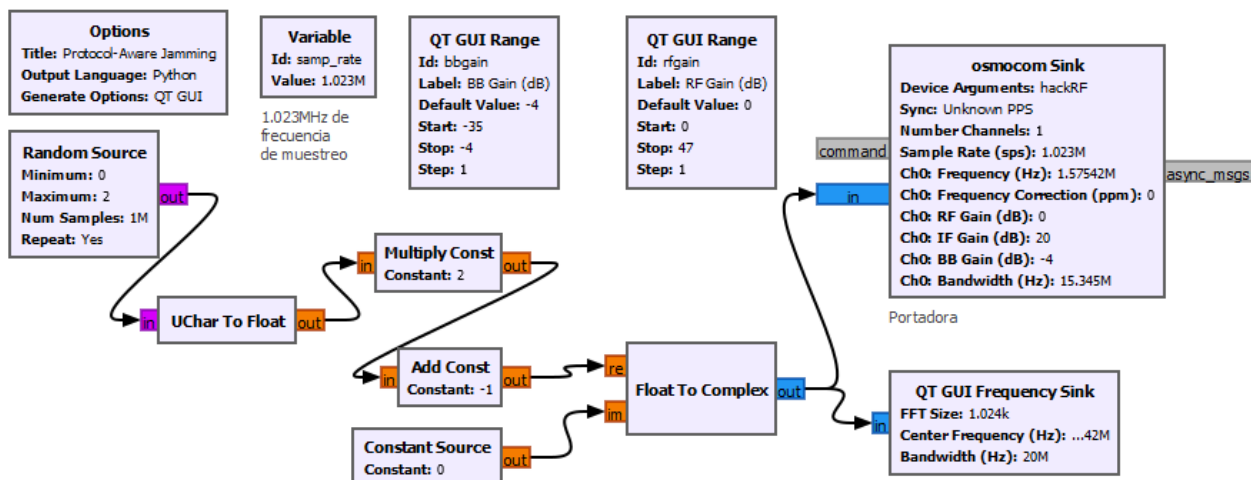 Options
Title: Protocol-Aware Jamming
Output Language: Python
Generate Options: QT GUI
Variable
Id: samp_rate
Value: 1.023M
1.023MHz de
frecuencia
de muestreo
QT GUI Range
Id: bbgain
Label: BB Gain (dB)
Default Value: -4
Start: -35
Stop: -4
Step: 1
QT GUI Range
Id: rfgain
Label: RF Gain (dB)
Default Value: 0
Start: 0
Stop: 47
Step: 1
osmocom Sink
Device Arguments: hackRF
Sync: Unknown PPS
Number Channels: 1
Sample Rate (sps): 1.023M
Ch0: Frequency (Hz): 1.57542M
Ch0: Frequency Correction (ppm): 0
Ch0: RF Gain (dB): 0
Ch0: IF Gain (dB): 20
Ch0: BB Gain (dB): -4
Ch0: Bandwidth (Hz): 15.345M
command
in
async_msgs
Portadora
Random Source
Minimum: 0
Maximum: 2
Num Samples: 1M
Repeat: Yes
out
in
UChar To Float
out
in
Multiply Const
Constant: 2
out
in
Add Const
Constant: -1
out
Constant Source
Constant: 0
out
re
im
Float To Complex
out
in
QT GUI Frequency Sink
FFT Size: 1.024k
Center Frequency (Hz): ...42M
Bandwidth (Hz): 20M